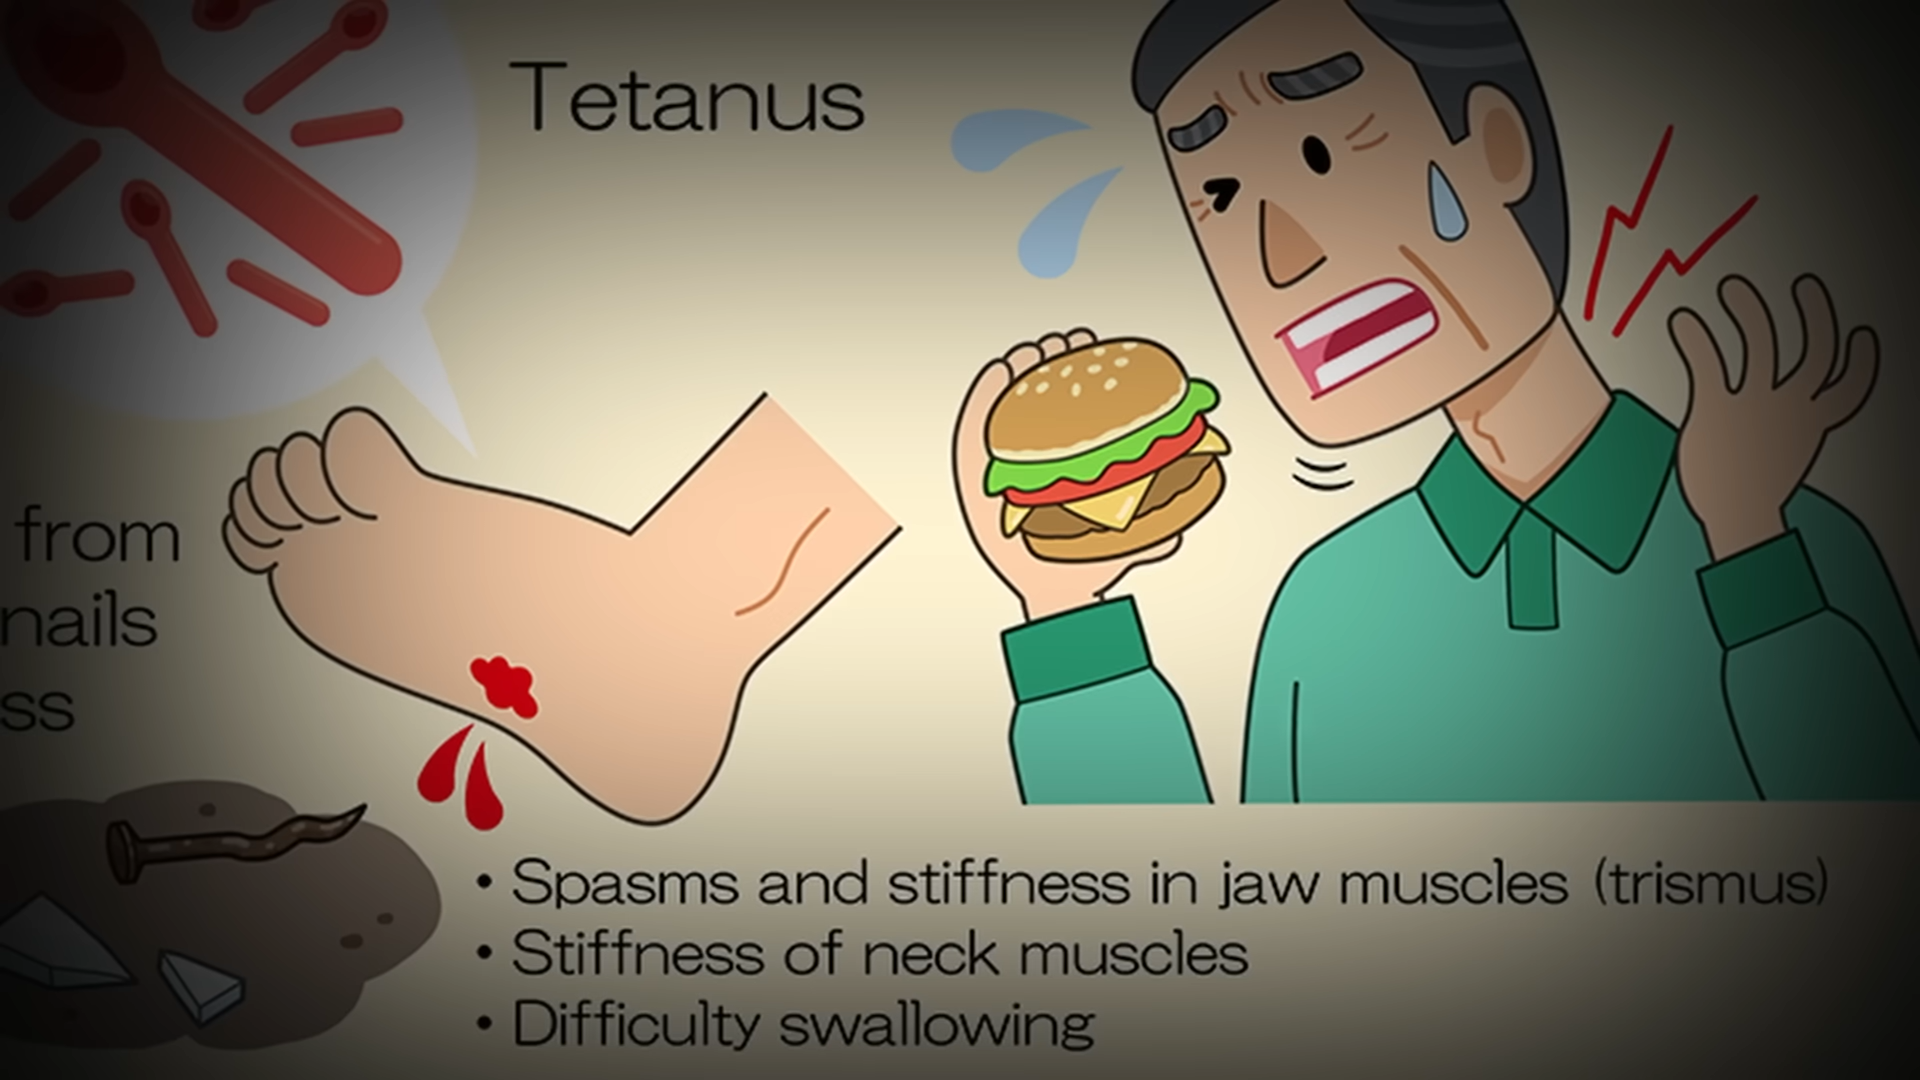 Tetanus
from
nails
ss
• Spasms and stiffness in jaw muscles (trismus)
• Stiffness of neck muscles
• Difficulty swallowing